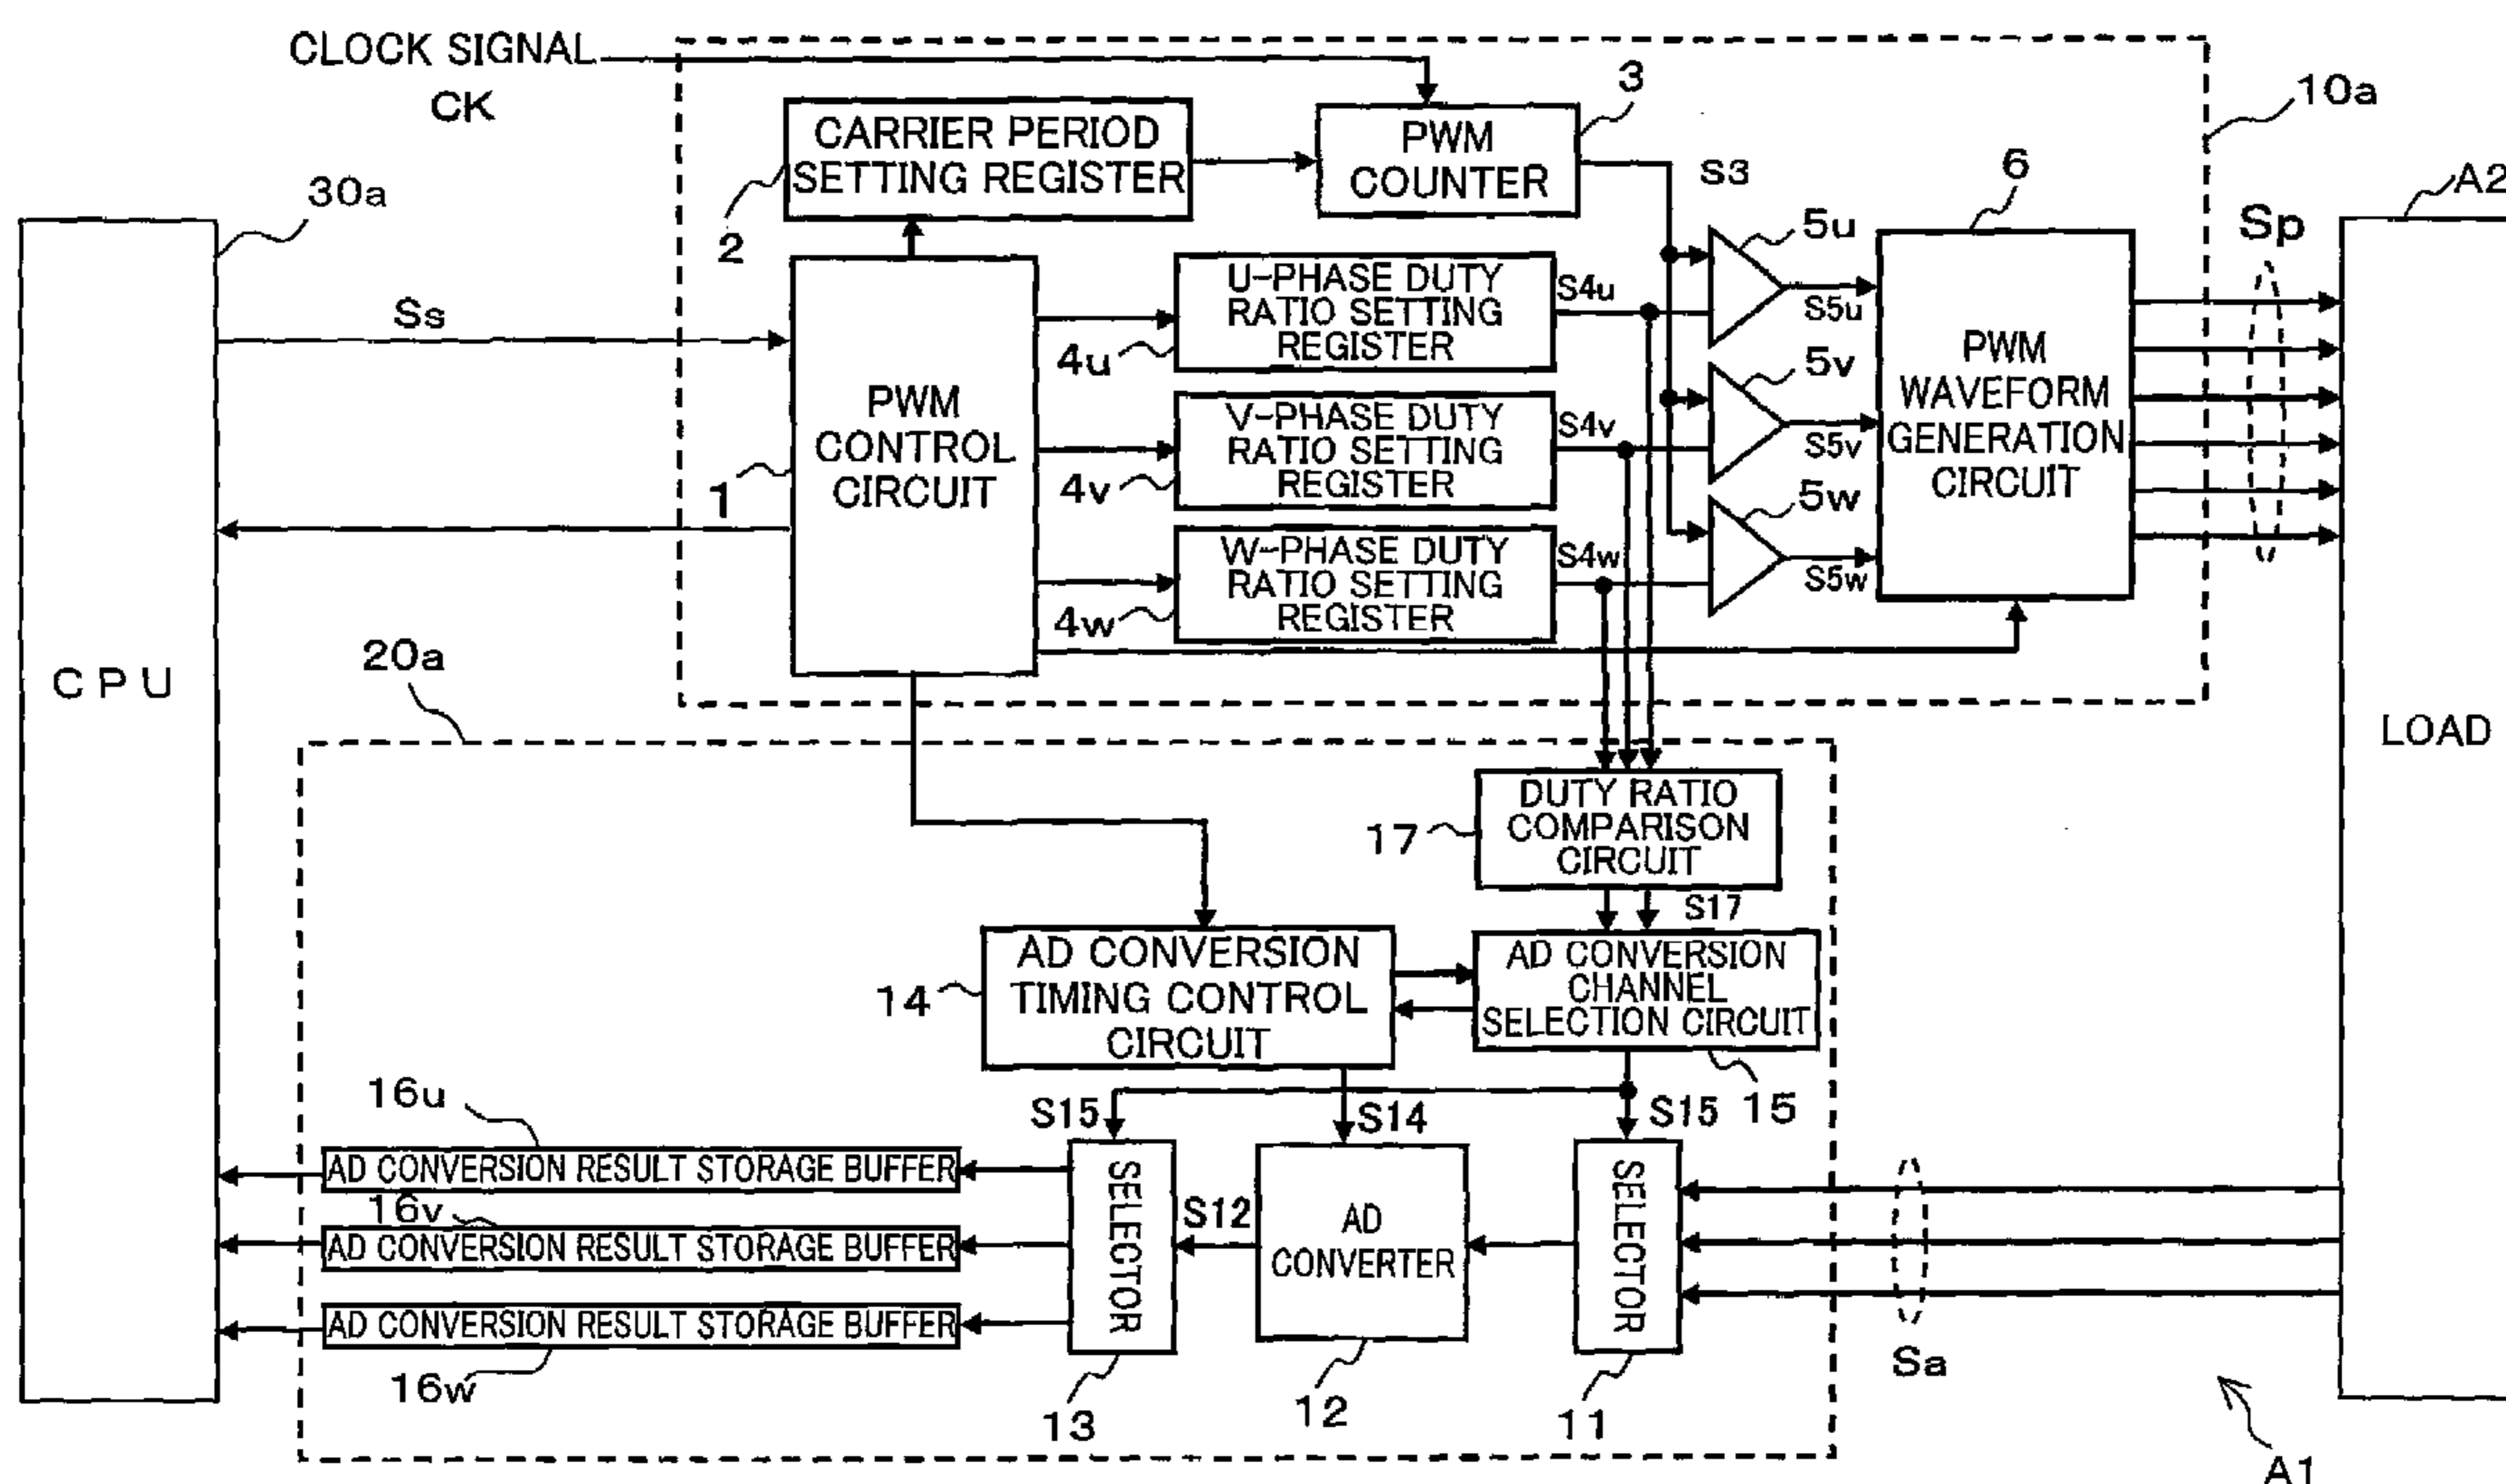 CLOCK SIGNAL
CK
3
10a
CARRIER PERIOD
SETTING REGISTER
PWM
COUNTER
2
S3
6
A2
30a
5u
Sp
Ss
U-PHASE DUTY
RATIO SETTING
REGISTER
S4u
S5u
4u
PWM
CONTROL
CIRCUIT
1
V-PHASE DUTY
RATIO SETTING
REGISTER
S4v
5v
S5v
4v
PWM
WAVEFORM
GENERATION
CIRCUIT
W-PHASE DUTY
RATIO SETTING
REGISTER
S4w
5w
S5w
4w
20a
CPU
LOAD
DUTY RATIO
COMPARISON
CIRCUIT
17
S17
AD CONVERSION
TIMING CONTROL
CIRCUIT
14
AD CONVERSION
CHANNEL
SELECTION CIRCUIT
15
S15
S14
S15
16u
AD CONVERSION RESULT STORAGE BUFFER
16v
AD CONVERSION RESULT STORAGE BUFFER
AD CONVERSION RESULT STORAGE BUFFER
16w
SELECTOR
13
S12
AD
CONVERTER
12
SELECTOR
11
Sa
A1